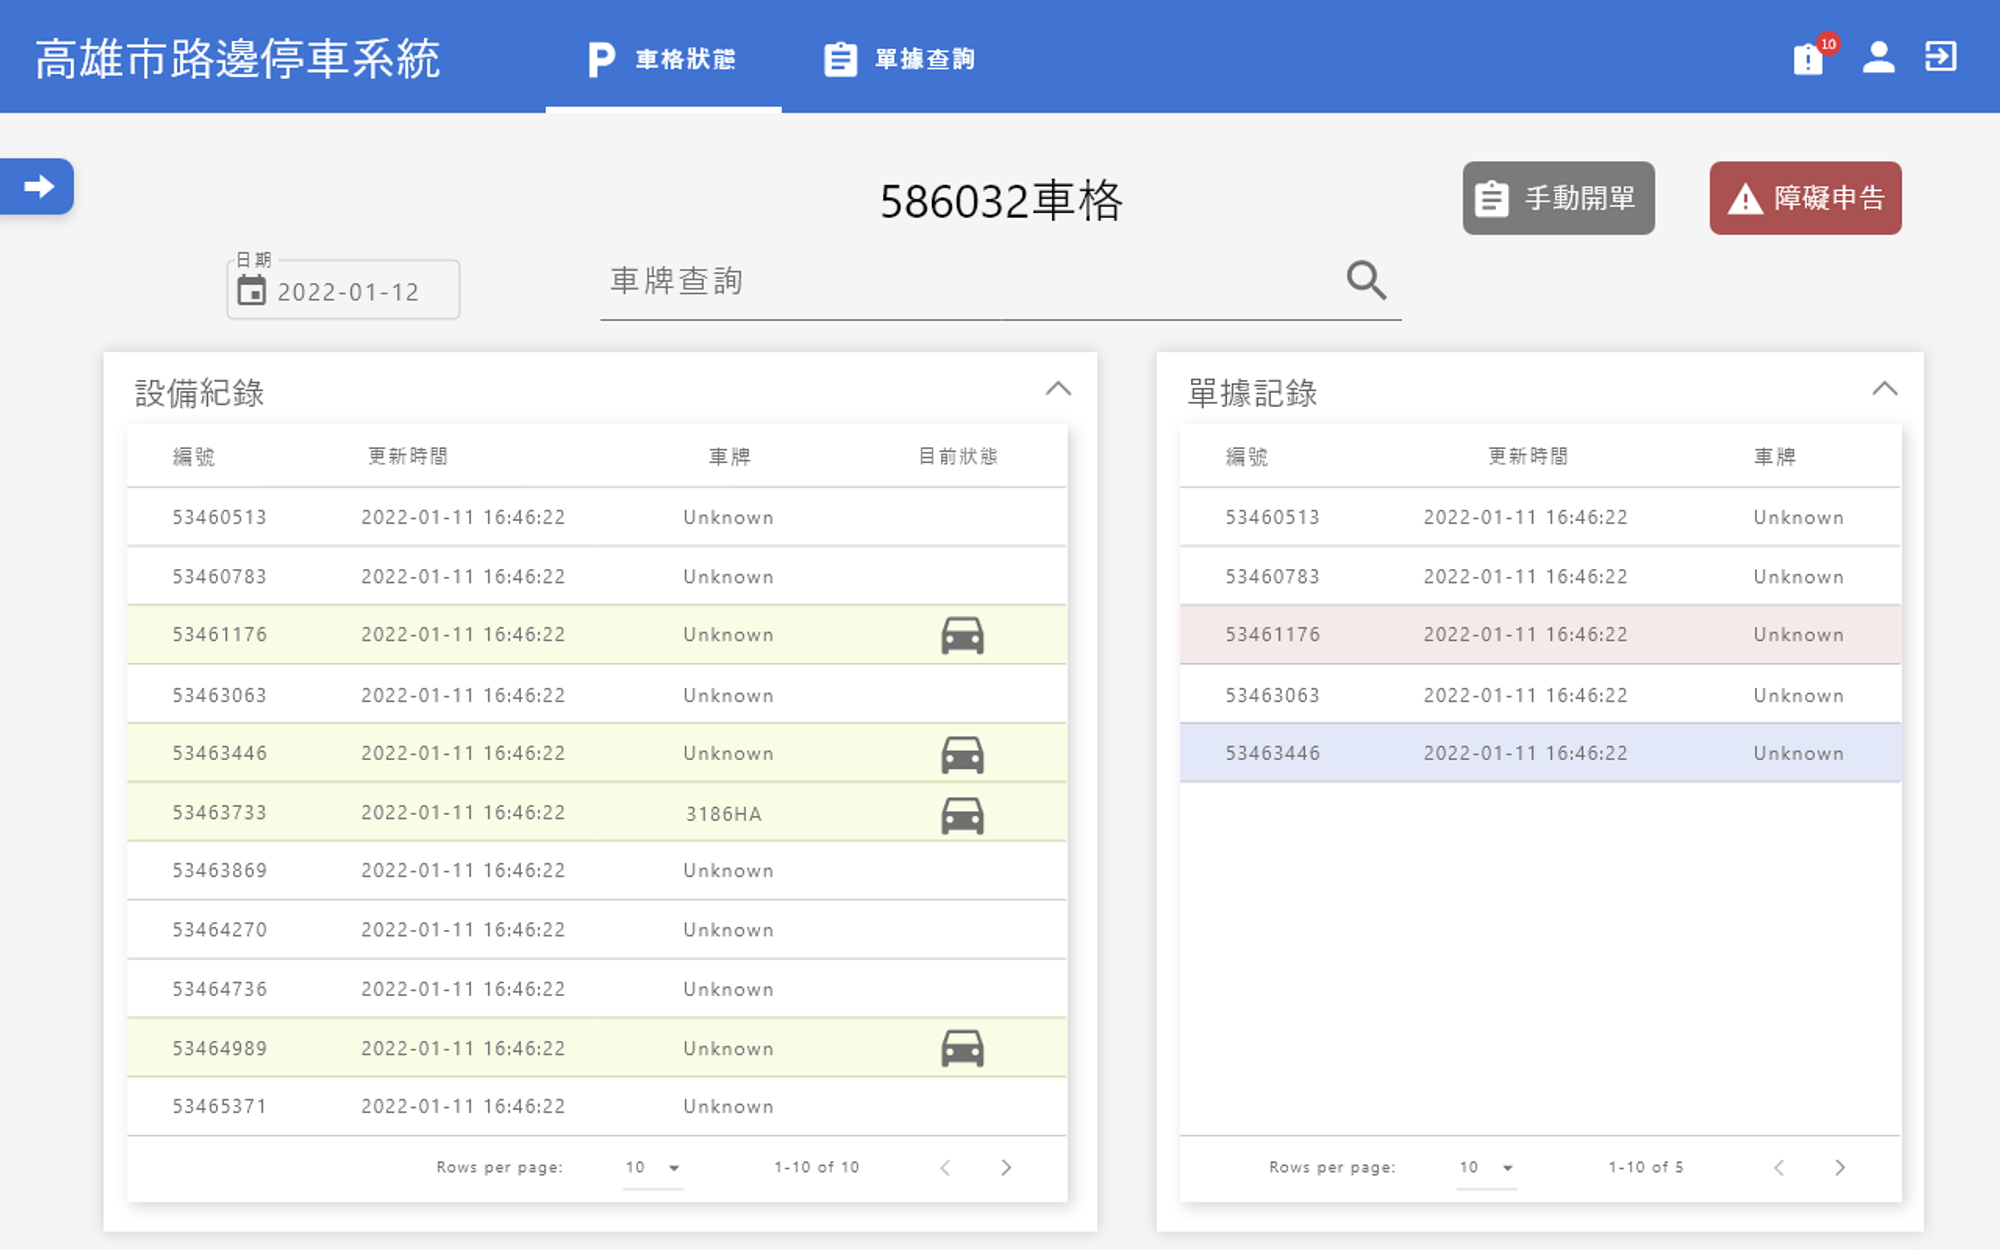 高雄市路邊停車系統 車格狀態 單據查詢 10
586032車格 手動開單 障礙申告
日期
2022-01-12 車牌查詢
設備紀錄
編號 更新時間 車牌 目前狀態
53460513 2022-01-11 16:46:22 Unknown
53460783 2022-01-11 16:46:22 Unknown
53461176 2022-01-11 16:46:22 Unknown
53463063 2022-01-11 16:46:22 Unknown
53463446 2022-01-11 16:46:22 Unknown
53463733 2022-01-11 16:46:22 3186HA
53463869 2022-01-11 16:46:22 Unknown
53464270 2022-01-11 16:46:22 Unknown
53464736 2022-01-11 16:46:22 Unknown
53464989 2022-01-11 16:46:22 Unknown
53465371 2022-01-11 16:46:22 Unknown
Rows per page: 10 1-10 of 10
單據記錄
編號 更新時間 車牌
53460513 2022-01-11 16:46:22 Unknown
53460783 2022-01-11 16:46:22 Unknown
53461176 2022-01-11 16:46:22 Unknown
53463063 2022-01-11 16:46:22 Unknown
53463446 2022-01-11 16:46:22 Unknown
Rows per page: 10 1-10 of 5